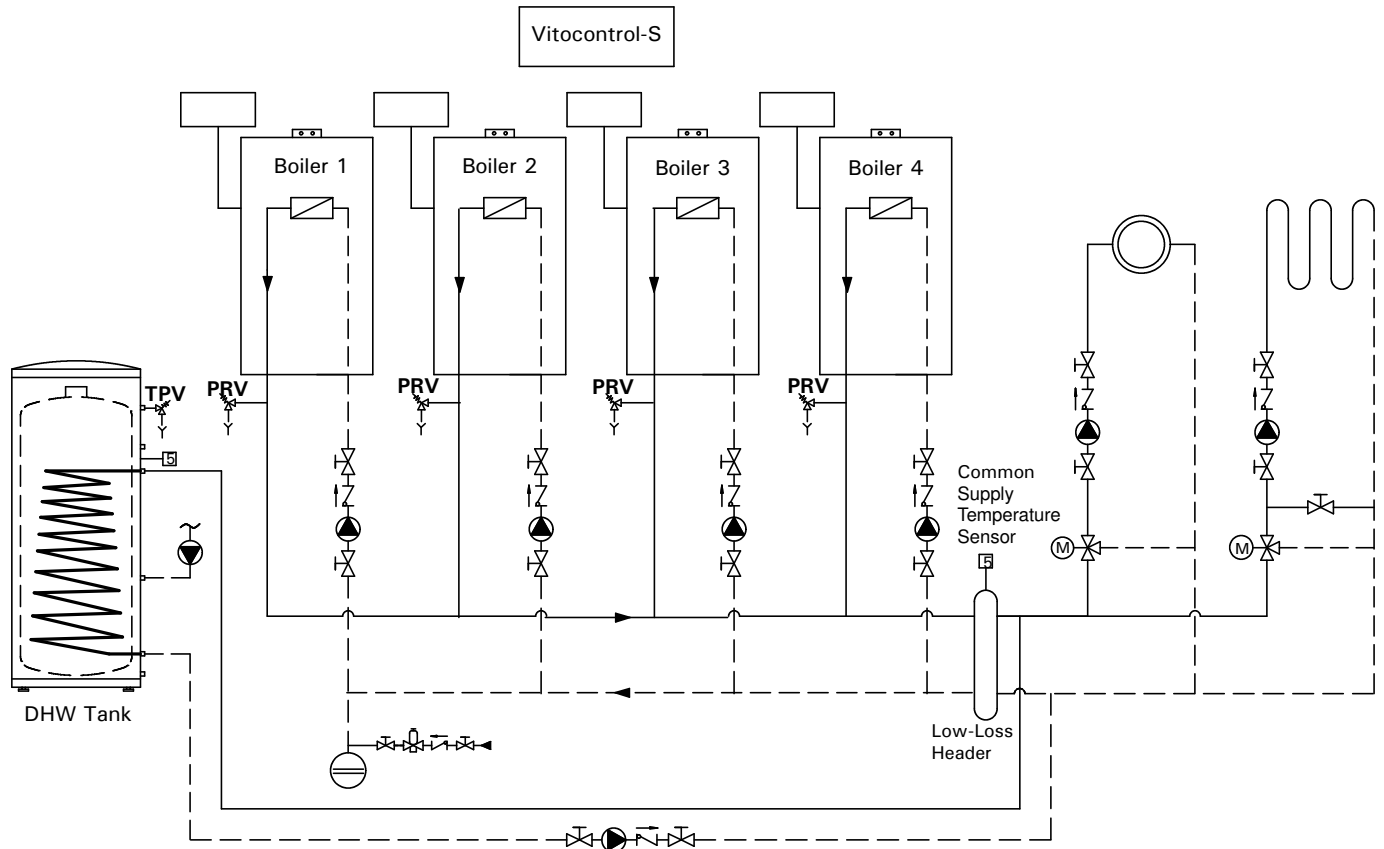 Vitocontrol-S
Boiler 1
Boiler 2
Boiler 3
Boiler 4
TPV
PRV
PRV
PRV
PRV
5
Common
Supply
Temperature
Sensor
5
M
M
DHW Tank
Low-Loss
Header